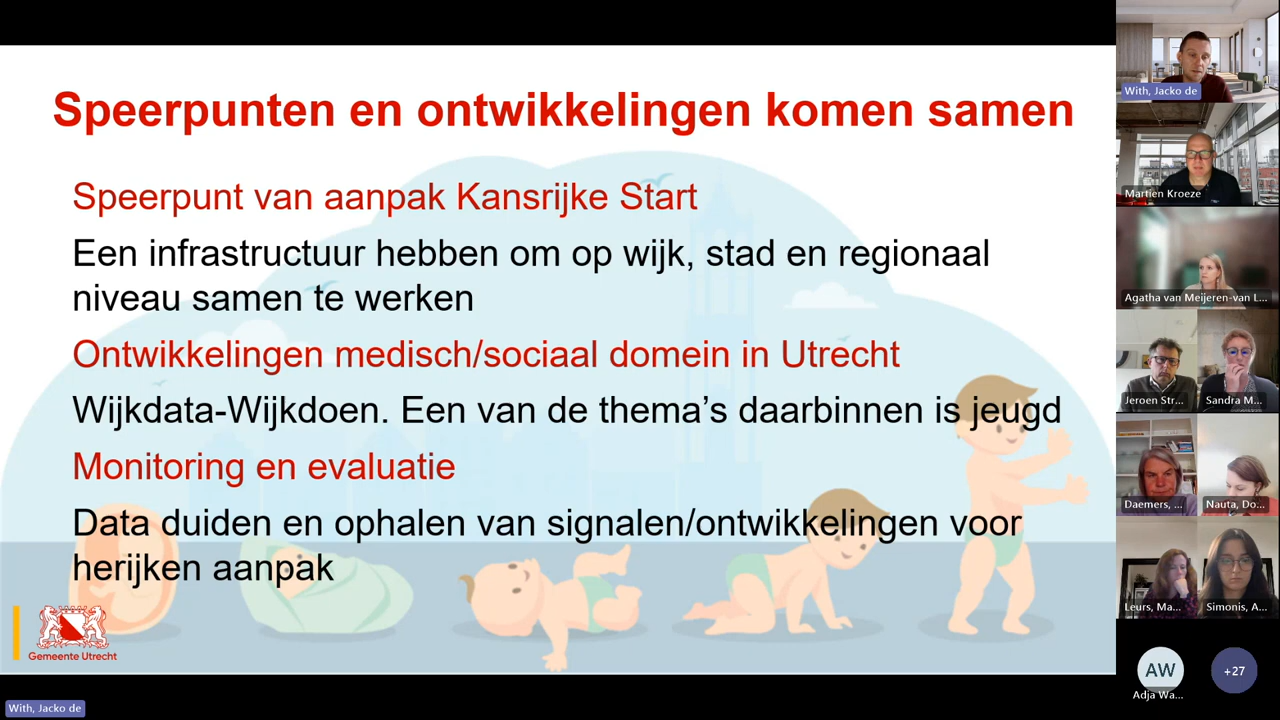 Speerpunten en ontwikkelingen komen samen
Speerpunt van aanpak Kansrijke Start
Een infrastructuur hebben om op wijk, stad en regionaal
niveau samen te werken
Ontwikkelingen medisch/sociaal domein in Utrecht
Wijkdata-Wijkdoen. Een van de thema’s daarbinnen is jeugd
Monitoring en evaluatie
Data duiden en ophalen van signalen/ontwikkelingen voor
herijken aanpak
Gemeente Utrecht
With, Jacko de
With, Jacko de
Martien Kroeze
Agatha van Meijeren-van L...
Jeroen Str...
Sandra M...
Daemers, ...
Nauta, Do...
Leurs, Ma...
Simonis, A...
AW
Adja Wa...
+27